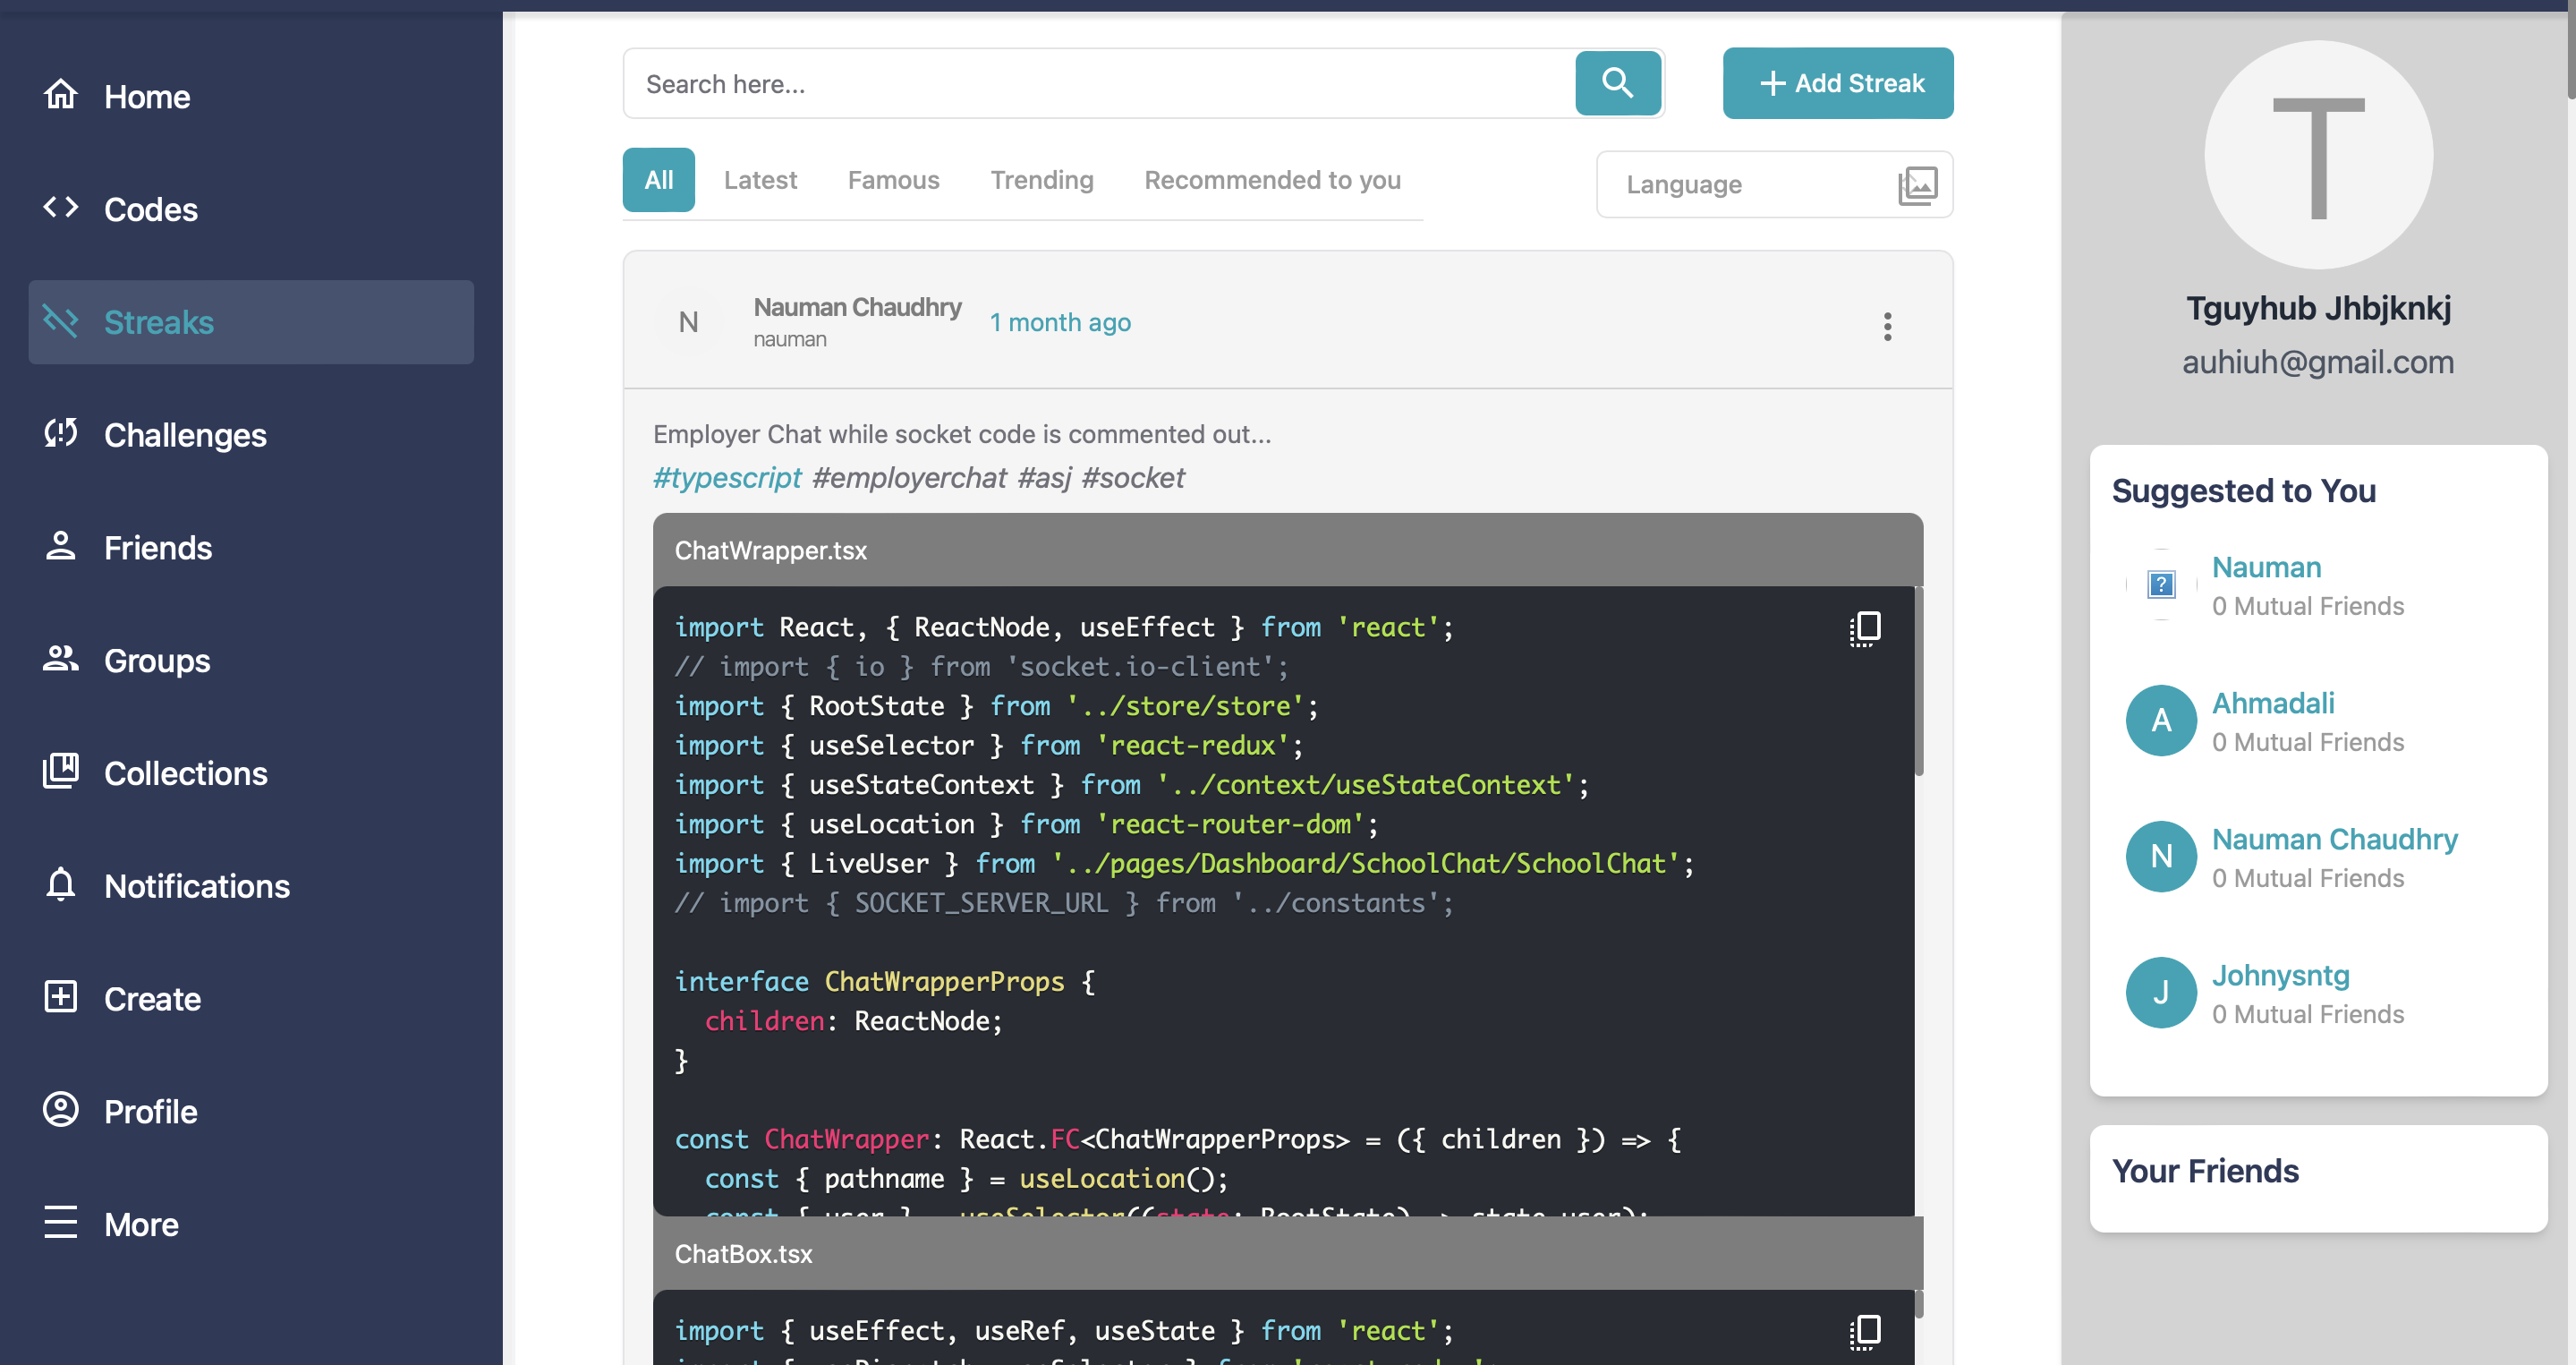 Home
Codes
Streaks
Challenges
Friends
Groups
Collections
Notifications
Create
Profile
More
Search here...
Add Streak
All Latest Famous Trending Recommended to you
Language
N
Nauman Chaudhry
nauman
1 month ago
Employer Chat while socket code is commented out...
#typescript #employerchat #asj #socket
ChatWrapper.tsx
import React, { ReactNode, useEffect } from 'react';
// import { io } from 'socket.io-client';
import { RootState } from '../store/store';
import { useSelector } from 'react-redux';
import { useStateContext } from '../context/useStateContext';
import { useLocation } from 'react-router-dom';
import { LiveUser } from '../pages/Dashboard/SchoolChat/SchoolChat';
// import { SOCKET_SERVER_URL } from '../constants';
interface ChatWrapperProps {
children: ReactNode;
}
const ChatWrapper: React.FC<ChatWrapperProps> = ({ children }) => {
const { pathname } = useLocation();
const { user } = useSelector((state: RootState) => state.user);
ChatBox.tsx
import { useEffect, useRef, useState } from 'react';
T
Tguyhub Jhbjknkj
auhiuh@gmail.com
Suggested to You
?
Nauman
0 Mutual Friends
A
Ahmadali
0 Mutual Friends
N
Nauman Chaudhry
0 Mutual Friends
J
Johnysntg
0 Mutual Friends
Your Friends